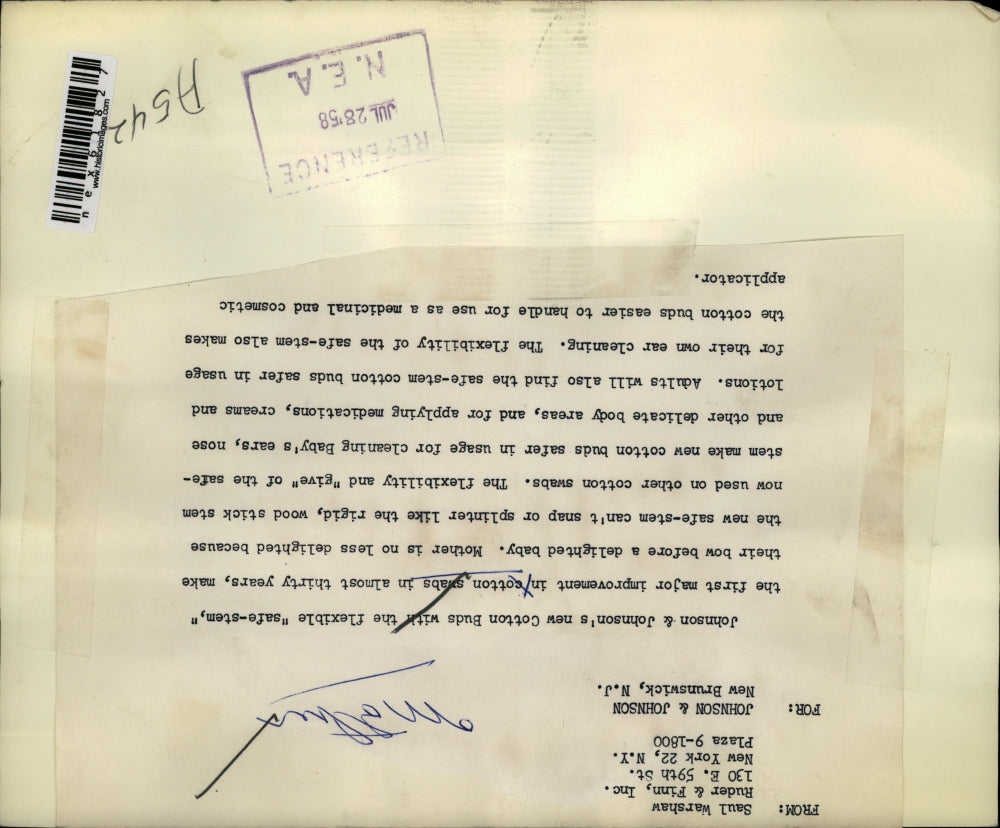 FROM: Saul Warshaw
Ruder & Finn, Inc.
130 E. 59th St.
New York 22, N.Y.
Plaza 9-1800
FOR: JOHNSON & JOHNSON
New Brunswick, N.J.
Johnson & Johnson's new Cotton Buds with the flexible "safe-stem,"
the first major improvement in cotton swabs in almost thirty years, make
their bow before a delighted baby. Mother is no less delighted because
the new safe-stem can't snap or splinter like the rigid, wood stick stem
now used on other cotton swabs. The flexibility and "give" of the safe-
stem make new cotton buds safer in usage for cleaning Baby's ears, nose
and other delicate body areas, and for applying medications, creams and
lotions. Adults will also find the safe-stem cotton buds safer in usage
for their own ear cleaning. The flexibility of the safe-stem also makes
the cotton buds easier to handle for use as a medicinal and cosmetic
applicator.
REFERENCE
JUL 28 '58
N.E.A.
A542
www.historicimages.com